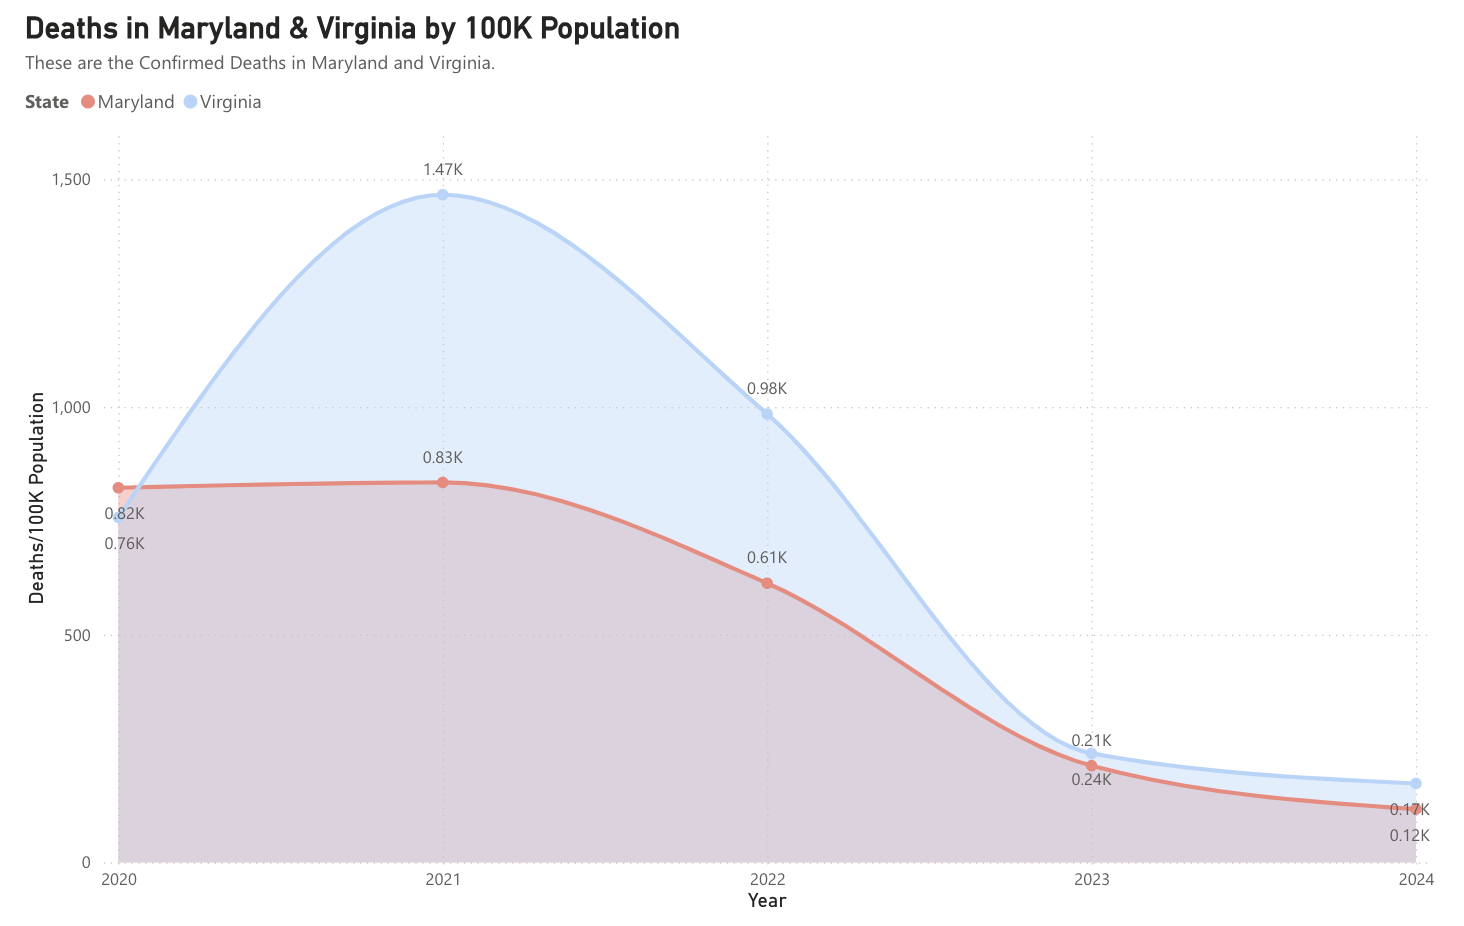 Deaths in Maryland & Virginia by 100K Population
These are the Confirmed Deaths in Maryland and Virginia.
State Maryland Virginia
1.47K
1,500
0.98K
1,000
0.83K
0.82K
0.76K
0.61K
Deaths/100K Population
500
0.21K
0.24K
0.17K
0.12K
0
2020 2021 2022 2023 2024
Year